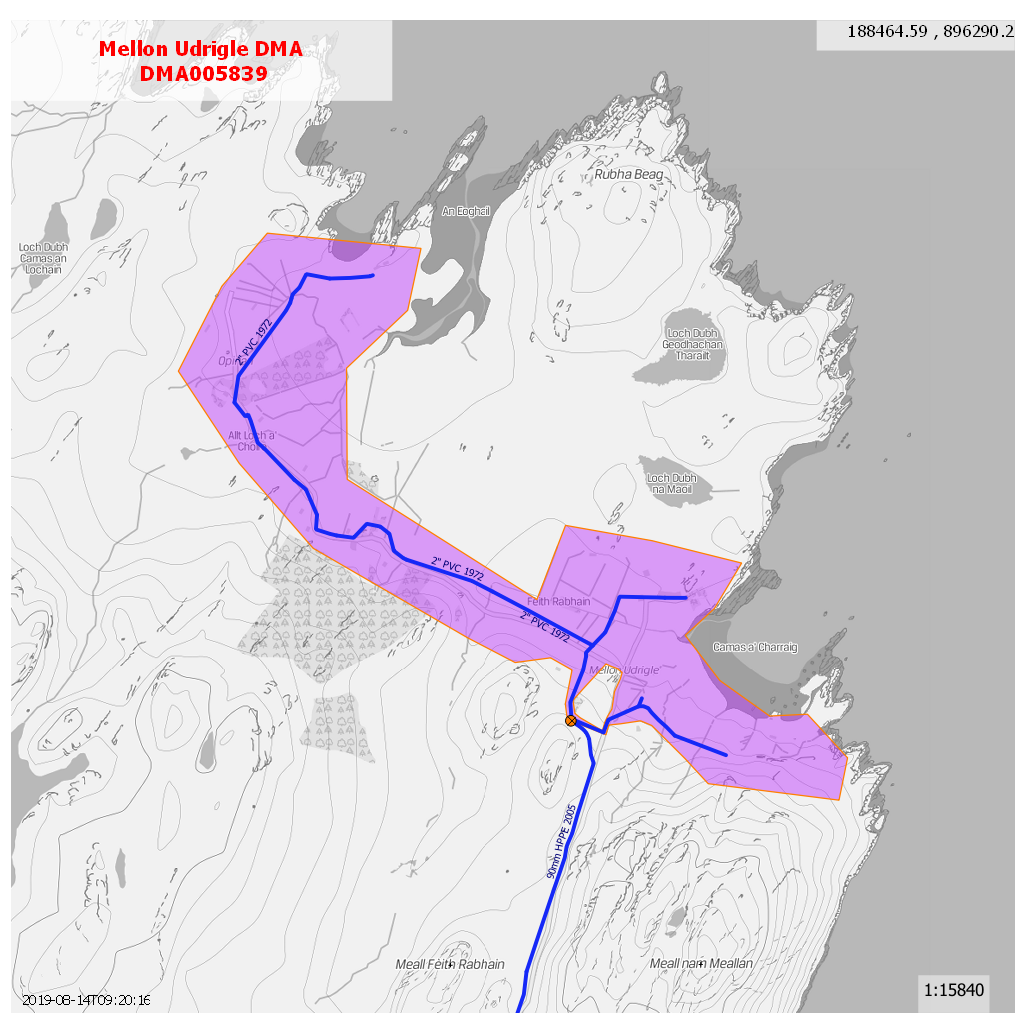 Mellon Udrigle DMA
DMA005839
188464.59 , 896290.2
Rubha Beag
An Eoghail
Loch Dubh
Camas an
Lochain
Loch Dubh
Geodhachan
Tharailt
2" PVC 1972
Allt Loch a'
Loch Dubh
na Maoil
2" PVC 1972
Feith Rabhain
2" PVC 1972
Camas a' Charraig
Mellon Udrigle
90mm HPPE 2005
Meall Feith Rabhain
Meall nam Meallan
2019-08-14T09:20:16
1:15840